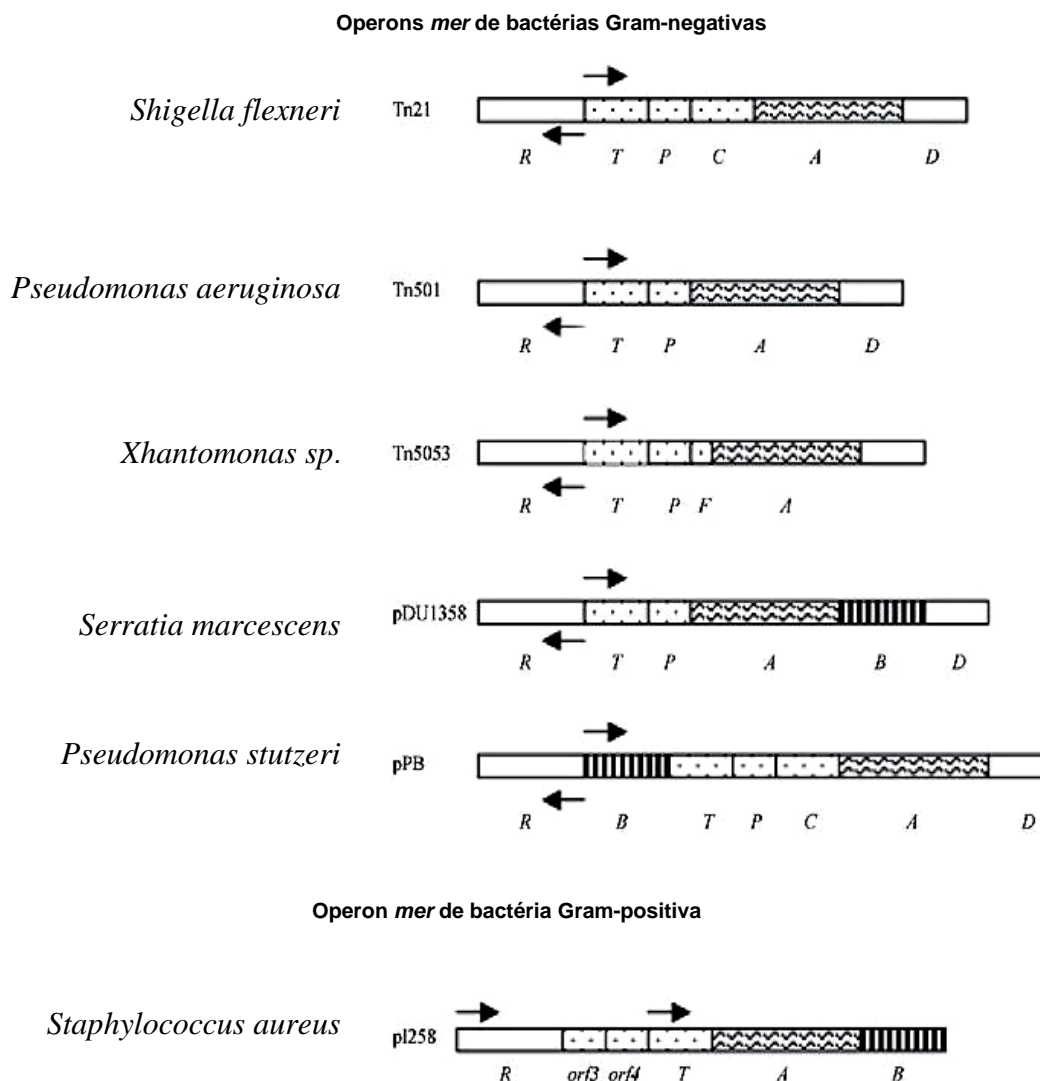 Operons mer de bactérias Gram-negativas
Shigella flexneri Tn21
R T P C A D
Pseudomonas aeruginosa Tn501
R T P A D
Xhantomonas sp. Tn5053
R T P F A
Serratia marcescens pDU1358
R T P A B D
Pseudomonas stutzeri pPB
R B T P C A D
Operon mer de bactéria Gram-positiva
Staphylococcus aureus pI258
R orf3 orf4 T A B